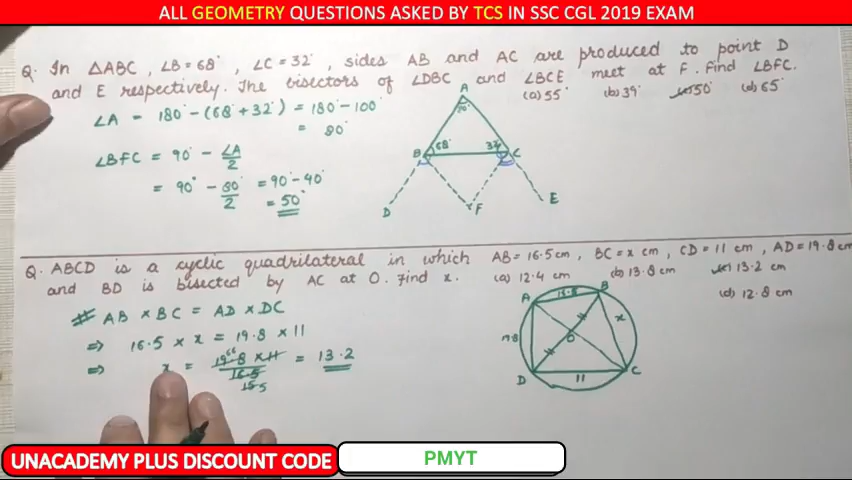 ALL GEOMETRY QUESTIONS ASKED BY TCS IN SSC CGL 2019 EXAM
Q. In △ABC, ∠B = 68°, ∠C = 32°, sides AB and AC are produced to point D
and E respectively. The bisectors of ∠DBC and ∠BCE meet at F. Find ∠BFC.
(a) 55° (b) 39° (c) 50° (d) 65°
∠A = 180° - (68° + 32°) = 180° - 100°
= 80°
∠BFC = 90° - ∠A/2
= 90° - 80°/2 = 90° - 40°
= 50°
A
80°
B 68° 32° C
D F E
Q. ABCD is a cyclic quadrilateral in which AB = 16.5 cm, BC = x cm, CD = 11 cm, AD = 19.8 cm
and BD is bisected by AC at O. Find x.
(a) 12.4 cm (b) 13.8 cm (c) 13.2 cm
(d) 12.8 cm
# AB × BC = AD × DC
⇒ 16.5 × x = 19.8 × 11
⇒ x = 19.8 × 11 / 16.5 = 13.2
A 16.5 B
x
O
D 11 C
UNACADEMY PLUS DISCOUNT CODE PMYT